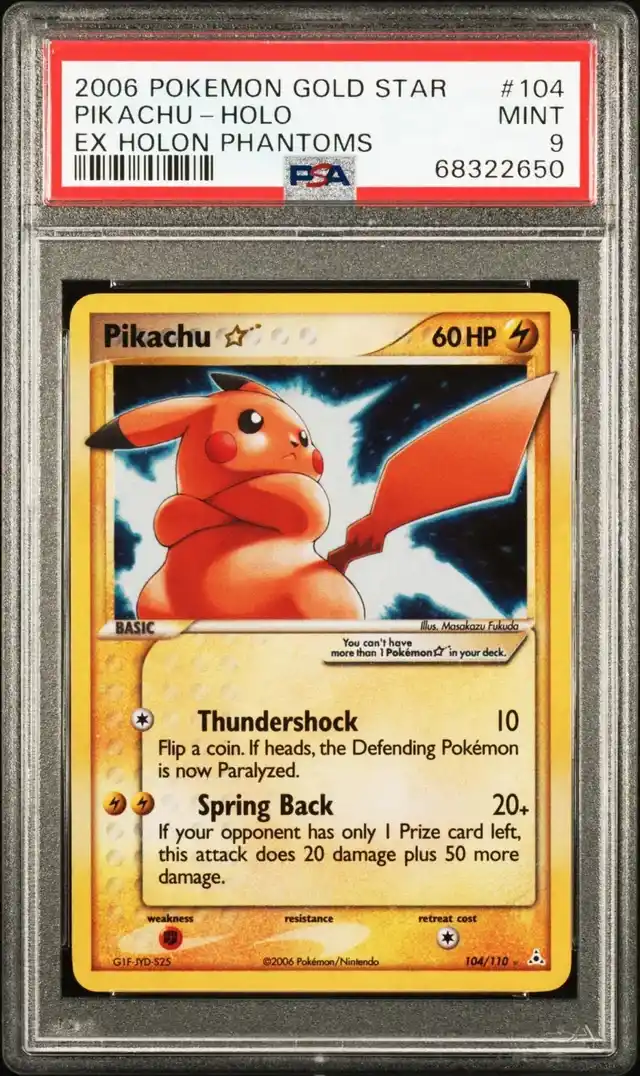 2006 POKEMON GOLD STAR #104
PIKACHU – HOLO MINT
EX HOLON PHANTOMS 9
PSA 68322650
Pikachu ☆ 60 HP
BASIC Illus. Masakazu Fukuda
You can't have
more than 1 Pokémon☆ in your deck.
Thundershock 10
Flip a coin. If heads, the Defending Pokémon
is now Paralyzed.
Spring Back 20+
If your opponent has only 1 Prize card left,
this attack does 20 damage plus 50 more
damage.
weakness resistance retreat cost
G1F-JYD-S25 ©2006 Pokémon/Nintendo 104/110 ★